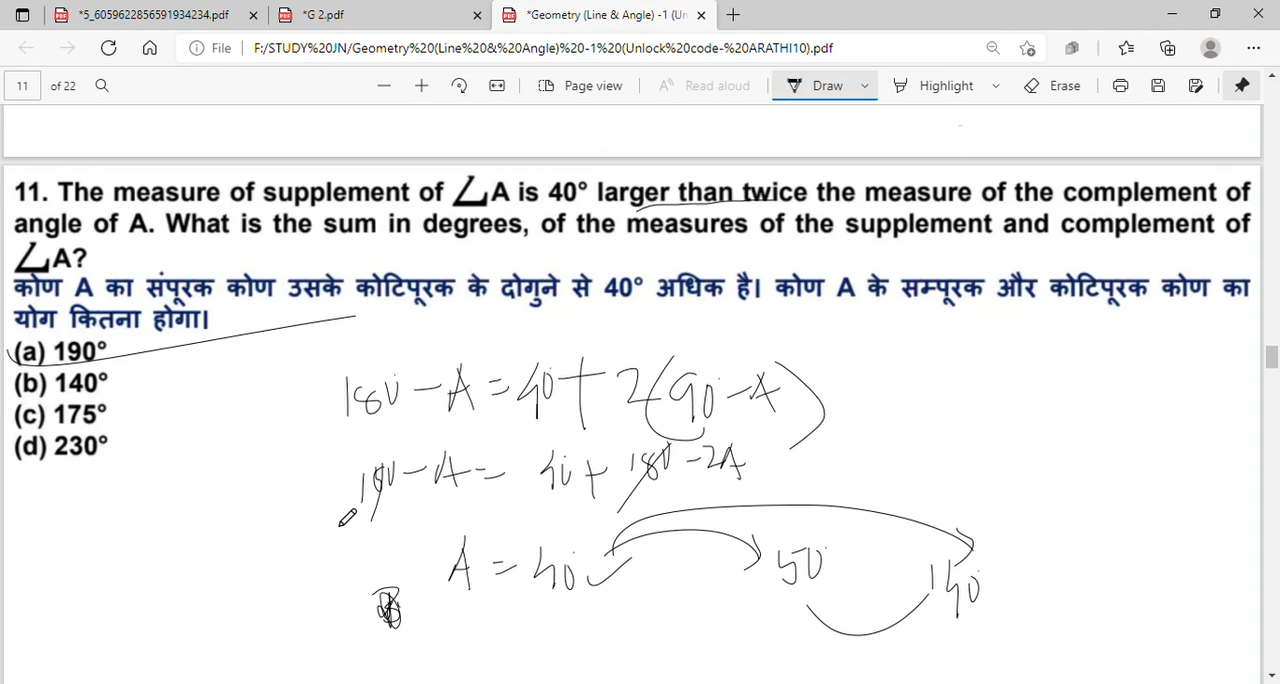 *5_6059622856591934234.pdf
*G 2.pdf
*Geometry (Line & Angle) -1 (Un
File
F:/STUDY%20JN/Geometry%20(Line%20&%20Angle)%20-1%20(Unlock%20code-%20ARATHI10).pdf
11 of 22
Page view
Read aloud
Draw
Highlight
Erase
11. The measure of supplement of ∠A is 40° larger than twice the measure of the complement of
angle of A. What is the sum in degrees, of the measures of the supplement and complement of
∠A?
कोण A का संपूरक कोण उसके कोटिपूरक के दोगुने से 40° अधिक है। कोण A के सम्पूरक और कोटिपूरक कोण का
योग कितना होगा।
(a) 190°
(b) 140°
(c) 175°
(d) 230°
180 - A = 40 + 2(90 - A)
180 - A = 40 + 180 - 2A
A = 40 50 140